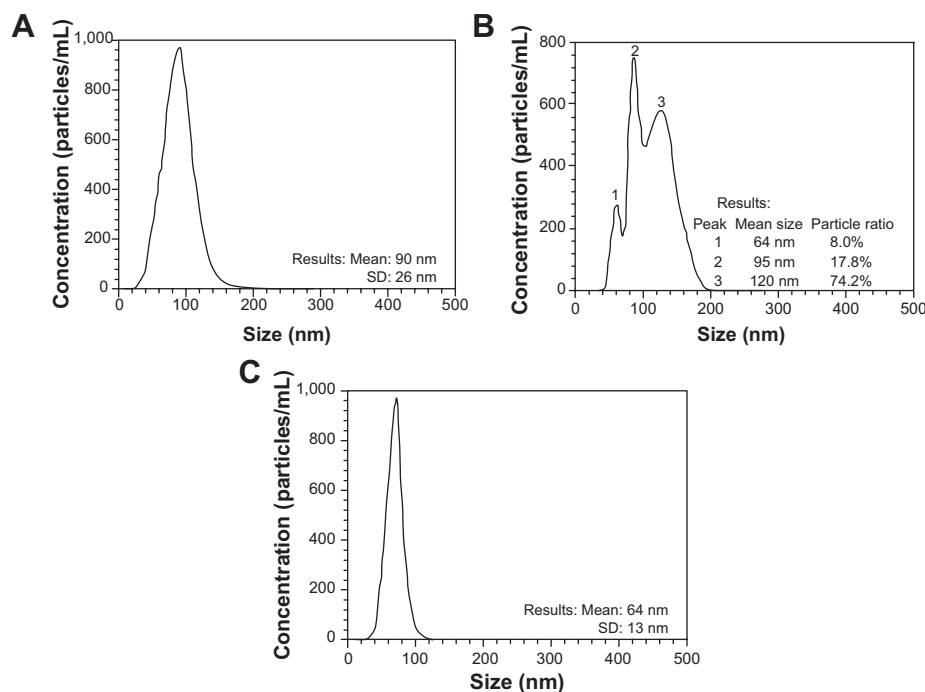 A
Concentration (particles/mL)
1,000
800
600
400
200
0
0 100 200 300 400 500
Size (nm)
Results: Mean: 90 nm
SD: 26 nm
B
Concentration (particles/mL)
800
600
400
200
0
0 100 200 300 400 500
Size (nm)
1
2
3
Results:
Peak Mean size Particle ratio
1 64 nm 8.0%
2 95 nm 17.8%
3 120 nm 74.2%
C
Concentration (particles/mL)
1,000
800
600
400
200
0
0 100 200 300 400 500
Size (nm)
Results: Mean: 64 nm
SD: 13 nm